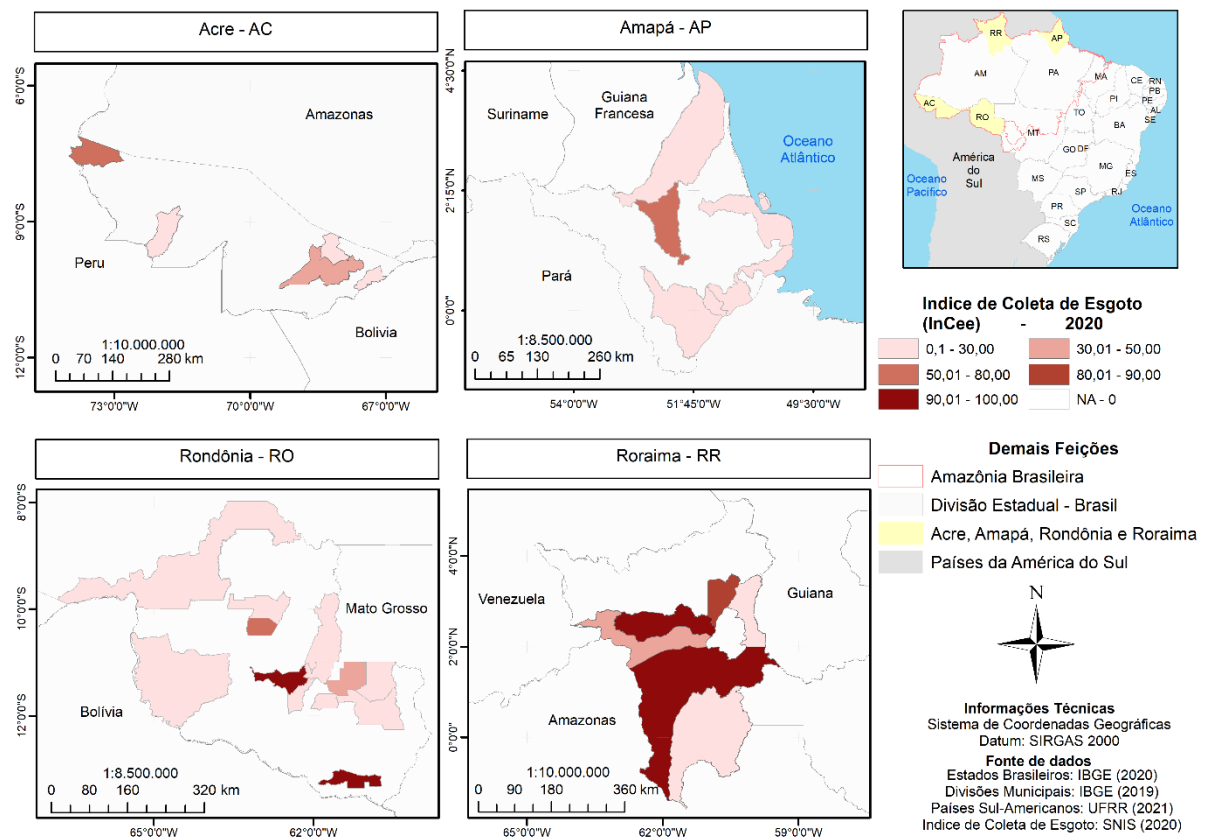 Acre - AC
6°0'0"S
9°0'0"S
12°0'0"S
Amazonas
Peru
Bolivia
1:10.000.000
0 70 140 280 km
73°0'0"W 70°0'0"W 67°0'0"W
Amapá - AP
4°30'0"N
2°15'0"N
0°0'0"
Suriname
Guiana
Francesa
Oceano
Atlântico
Pará
1:8.500.000
0 65 130 260 km
54°0'0"W 51°45'0"W 49°30'0"W
RR
AP
AM
PA
MA
CE
RN
PB
PE
AL
SE
PI
AC
RO
TO
BA
MT
GO
DF
MG
ES
MS
SP
RJ
PR
SC
RS
América
do
Sul
Oceano
Pacífico
Oceano
Atlântico
Indice de Coleta de Esgoto
(InCee) - 2020
0,1 - 30,00 30,01 - 50,00
50,01 - 80,00 80,01 - 90,00
90,01 - 100,00 NA - 0
Demais Feições
Amazônia Brasileira
Divisão Estadual - Brasil
Acre, Amapá, Rondônia e Roraima
Países da América do Sul
N
Rondônia - RO
8°0'0"S
10°0'0"S
12°0'0"S
Mato Grosso
Bolívia
1:8.500.000
0 80 160 320 km
65°0'0"W 62°0'0"W
Roraima - RR
4°0'0"N
2°0'0"N
0°0'0"
Venezuela
Guiana
Amazonas
1:10.000.000
0 90 180 360 km
65°0'0"W 62°0'0"W 59°0'0"W
Informações Técnicas
Sistema de Coordenadas Geográficas
Datum: SIRGAS 2000
Fonte de dados
Estados Brasileiros: IBGE (2020)
Divisões Municipais: IBGE (2019)
Países Sul-Americanos: UFRR (2021)
Indice de Coleta de Esgoto: SNIS (2020)